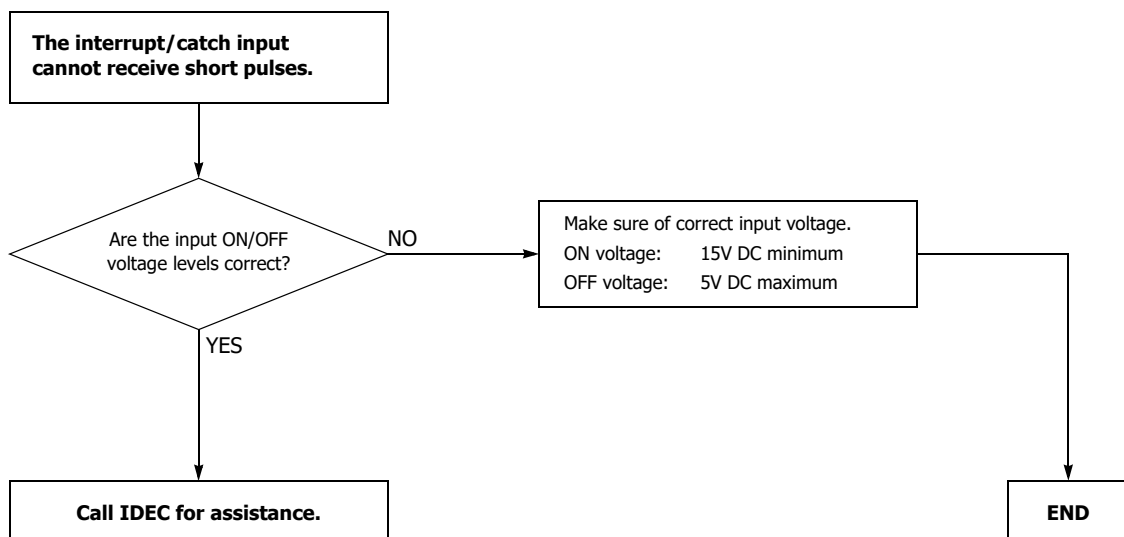 The interrupt/catch input
cannot receive short pulses.
Are the input ON/OFF
voltage levels correct?
NO
Make sure of correct input voltage.
ON voltage: 15V DC minimum
OFF voltage: 5V DC maximum
YES
Call IDEC for assistance.
END